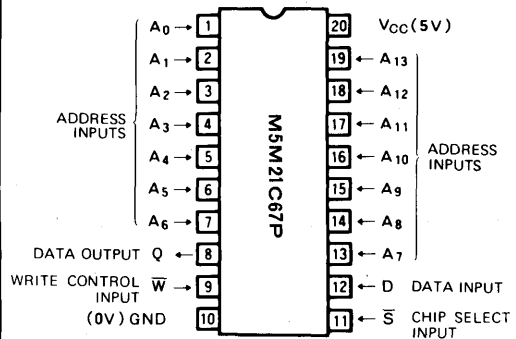 A0 → 1
A1 → 2
A2 → 3
A3 → 4
A4 → 5
A5 → 6
A6 → 7
ADDRESS
INPUTS
DATA OUTPUT Q ← 8
WRITE CONTROL
INPUT
W̅ → 9
(0V) GND 10
M5M21C67P
20 VCC (5V)
19 ← A13
18 ← A12
17 ← A11
16 ← A10
15 ← A9
14 ← A8
13 ← A7
ADDRESS
INPUTS
12 ← D DATA INPUT
11 ← S̅ CHIP SELECT
INPUT